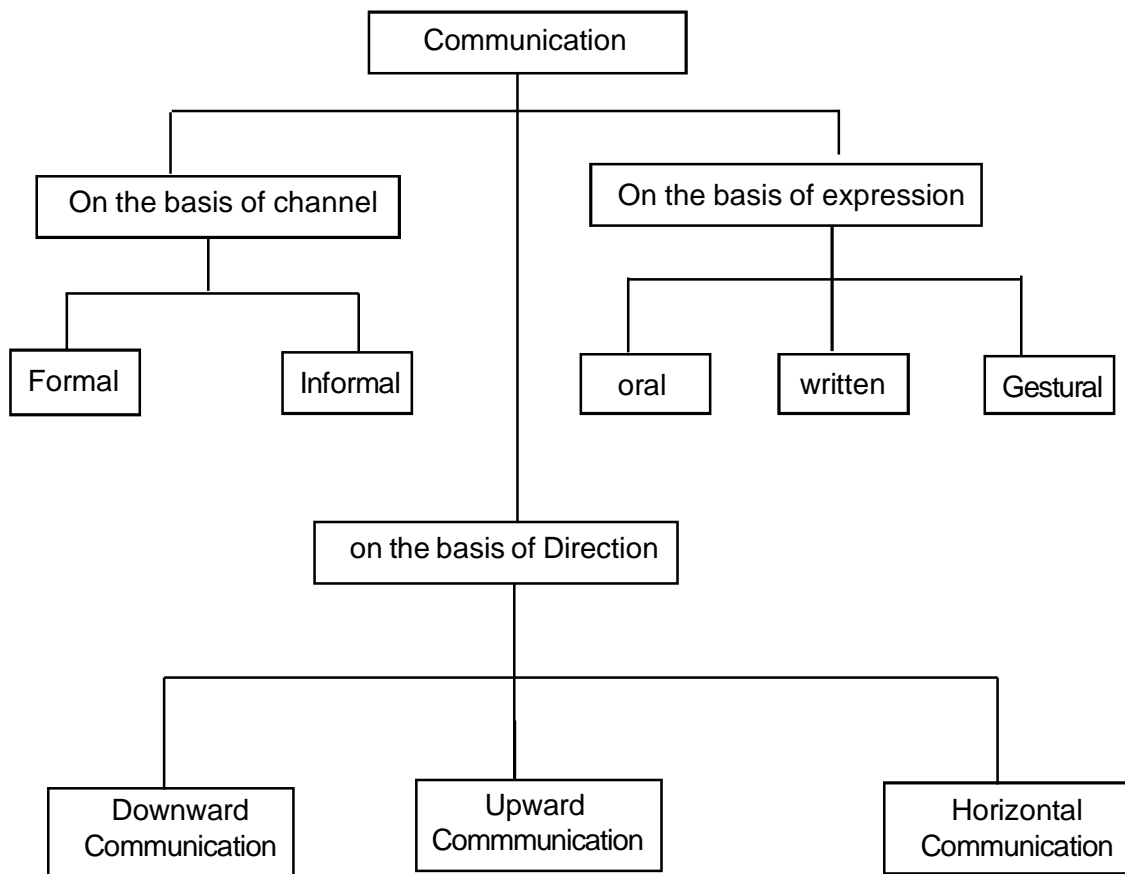 Communication
On the basis of channel
On the basis of expression
Formal
Informal
oral
written
Gestural
on the basis of Direction
Downward
Communication
Upward
Commmunication
Horizontal
Communication